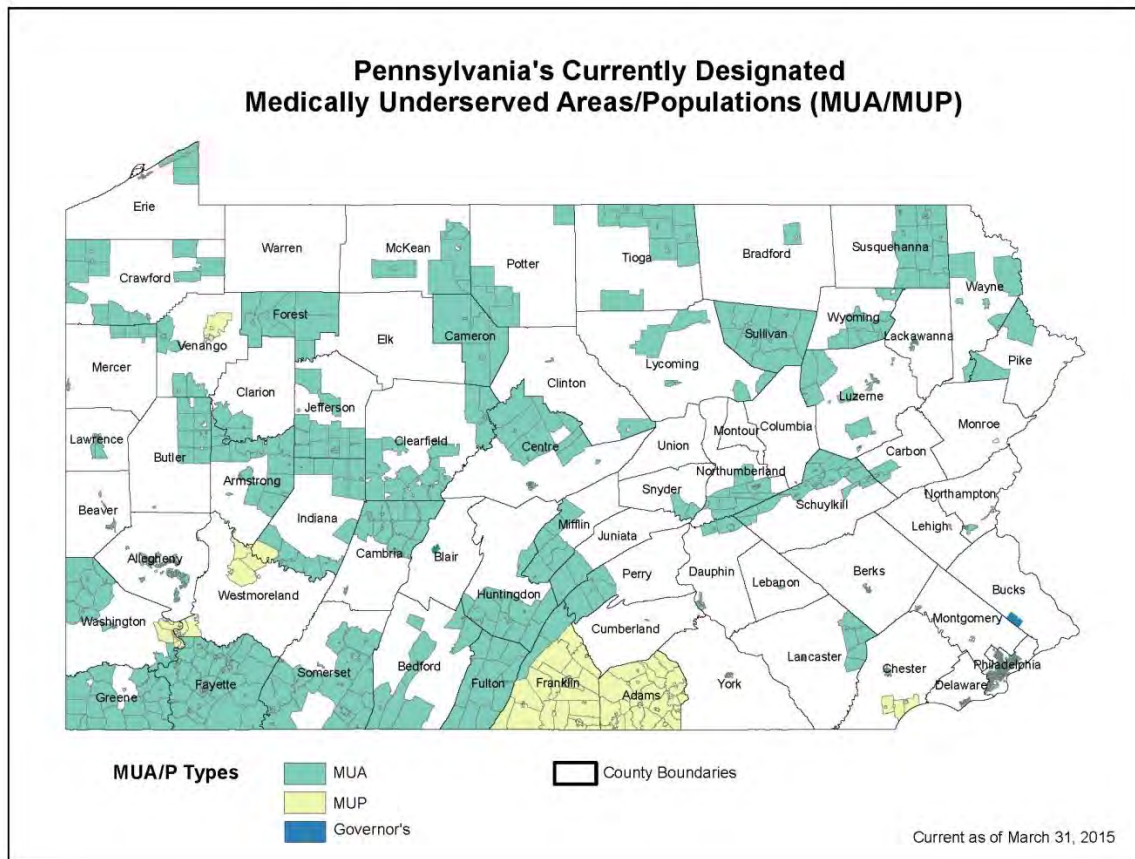 Pennsylvania's Currently Designated
Medically Underserved Areas/Populations (MUA/MUP)
Erie
Warren
McKean
Potter
Tioga
Bradford
Susquehanna
Wayne
Crawford
Forest
Venango
Elk
Cameron
Sullivan
Wyoming
Lackawanna
Pike
Mercer
Clarion
Jefferson
Clinton
Lycoming
Luzerne
Lawrence
Butler
Clearfield
Centre
Union
Montour
Columbia
Monroe
Armstrong
Carbon
Beaver
Indiana
Snyder
Northumberland
Schuylkill
Northampton
Allegheny
Cambria
Blair
Mifflin
Juniata
Lehigh
Westmoreland
Huntingdon
Perry
Dauphin
Lebanon
Berks
Bucks
Washington
Cumberland
Montgomery
Greene
Fayette
Somerset
Bedford
Fulton
Franklin
Adams
York
Lancaster
Chester
Delaware
Philadelphia
MUA/P Types
MUA
County Boundaries
MUP
Governor's
Current as of March 31, 2015